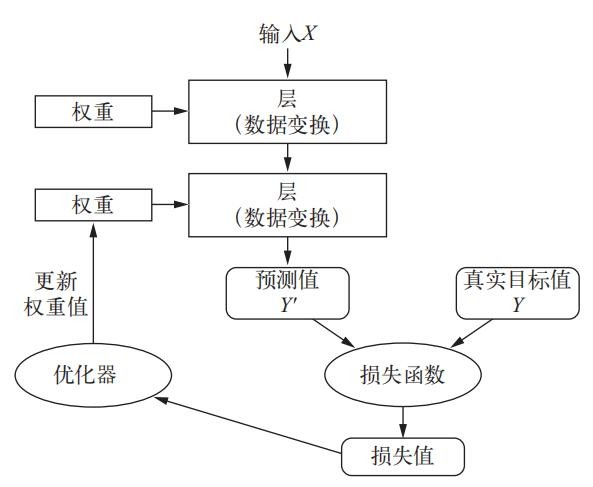 输入X
权重
层
（数据变换）
权重
层
（数据变换）
更新
权重值
预测值
Y′
真实目标值
Y
优化器
损失函数
损失值